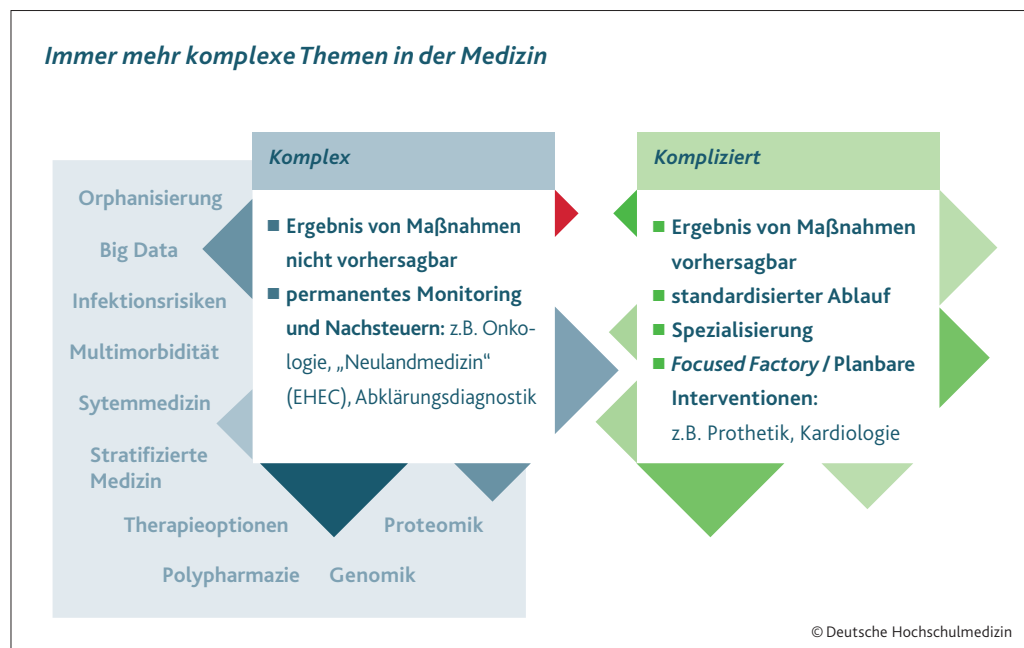 Immer mehr komplexe Themen in der Medizin
Komplex
■ Ergebnis von Maßnahmen
nicht vorhersagbar
■ permanentes Monitoring
und Nachsteuern: z.B. Onko-
logie, „Neulandmedizin“
(EHEC), Abklärungsdiagnostik
Kompliziert
■ Ergebnis von Maßnahmen
vorhersagbar
■ standardisierter Ablauf
■ Spezialisierung
■ Focused Factory / Planbare
Interventionen:
z.B. Prothetik, Kardiologie
Orphanisierung
Big Data
Infektionsrisiken
Multimorbidität
Sytemmedizin
Stratifizierte
Medizin
Therapieoptionen
Proteomik
Polypharmazie
Genomik
© Deutsche Hochschulmedizin